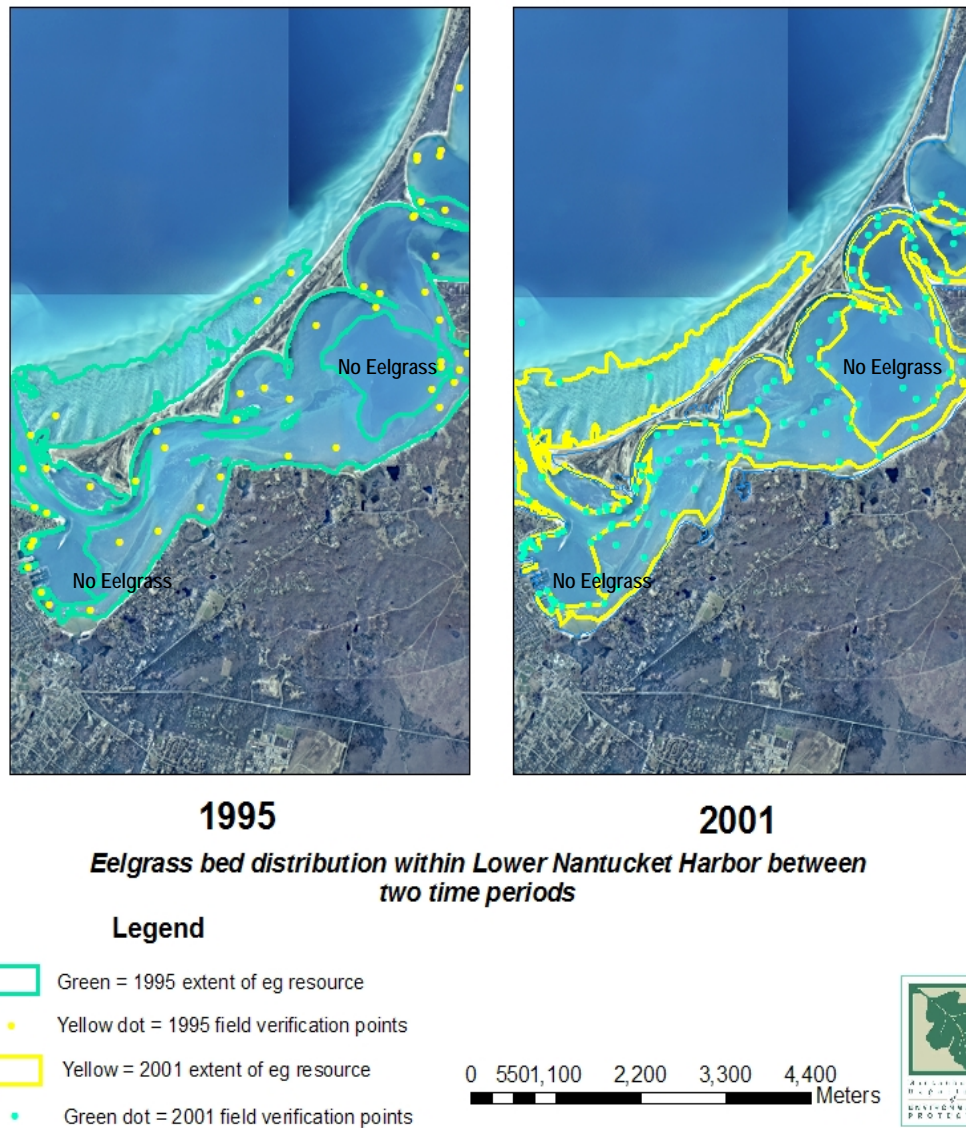 No Eelgrass
No Eelgrass
No Eelgrass
No Eelgrass
1995
2001
Eelgrass bed distribution within Lower Nantucket Harbor between
two time periods
Legend
Green = 1995 extent of eg resource
Yellow dot = 1995 field verification points
Yellow = 2001 extent of eg resource
Green dot = 2001 field verification points
0 5501,100 2,200 3,300 4,400
Meters